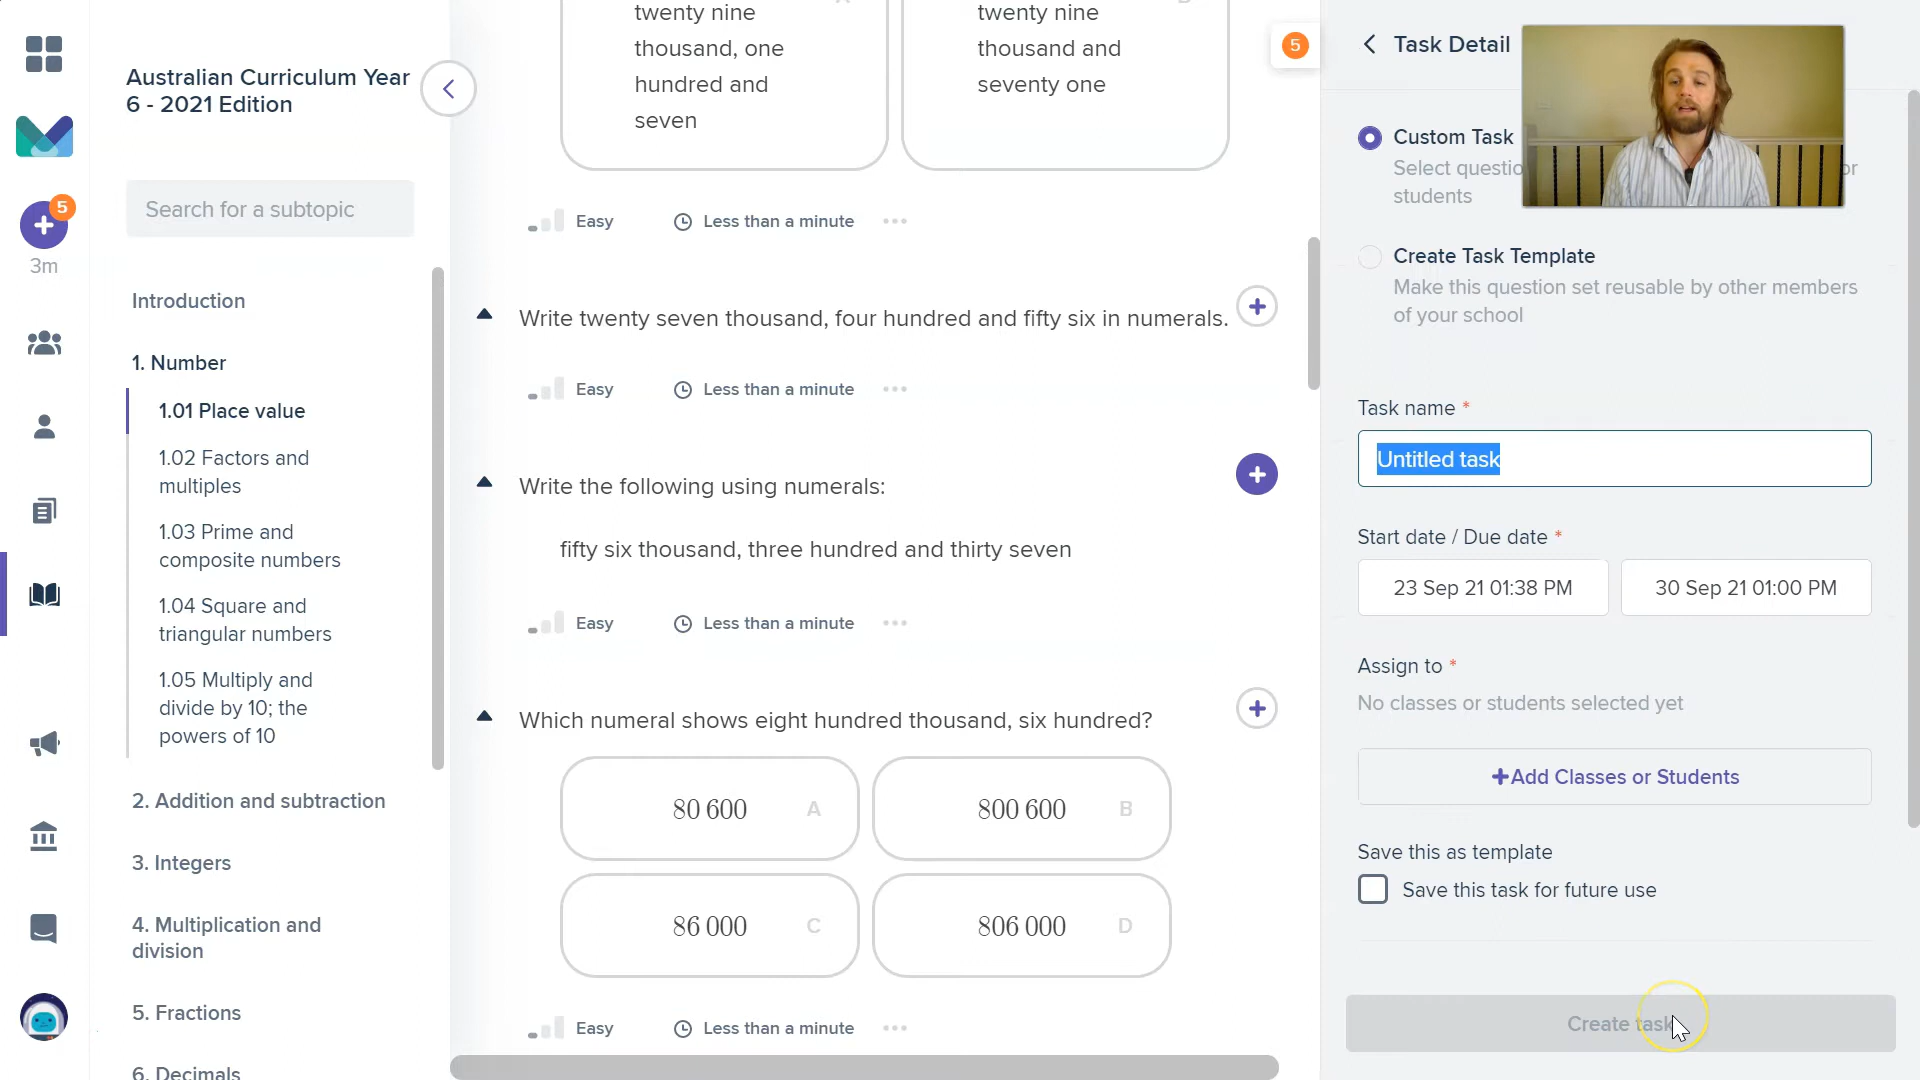 5
3m
Australian Curriculum Year
6 - 2021 Edition
Search for a subtopic
Introduction
1. Number
1.01 Place value
1.02 Factors and
multiples
1.03 Prime and
composite numbers
1.04 Square and
triangular numbers
1.05 Multiply and
divide by 10; the
powers of 10
2. Addition and subtraction
3. Integers
4. Multiplication and
division
5. Fractions
6. Decimals
twenty nine
thousand, one
hundred and
seven
twenty nine
thousand and
seventy one
Easy Less than a minute
Write twenty seven thousand, four hundred and fifty six in numerals.
Easy Less than a minute
Write the following using numerals:
fifty six thousand, three hundred and thirty seven
Easy Less than a minute
Which numeral shows eight hundred thousand, six hundred?
80 600 A
800 600 B
86 000 C
806 000 D
Easy Less than a minute
5
Task Detail
Custom Task
Select questio
or
students
Create Task Template
Make this question set reusable by other members
of your school
Task name *
Untitled task
Start date / Due date *
23 Sep 21 01:38 PM
30 Sep 21 01:00 PM
Assign to *
No classes or students selected yet
+Add Classes or Students
Save this as template
Save this task for future use
Create task